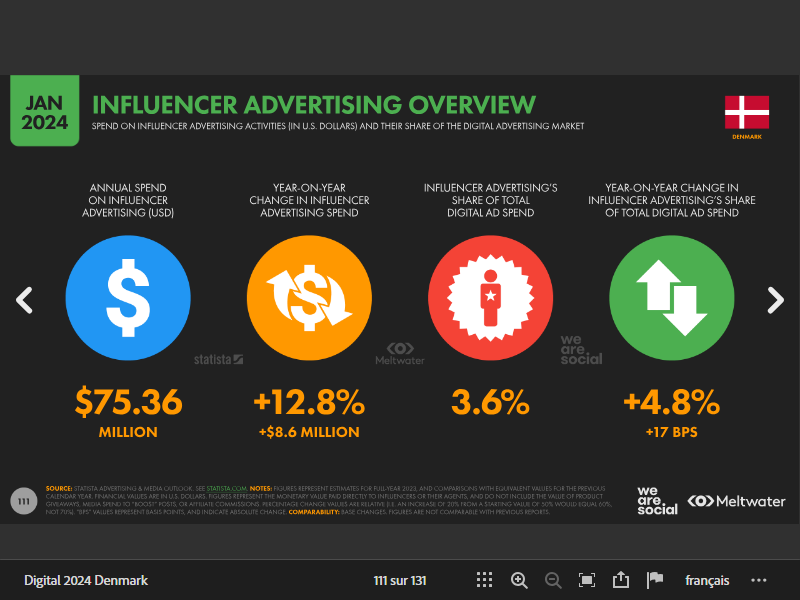 JAN
2024
INFLUENCER ADVERTISING OVERVIEW
SPEND ON INFLUENCER ADVERTISING ACTIVITIES (IN U.S. DOLLARS) AND THEIR SHARE OF THE DIGITAL ADVERTISING MARKET
DENMARK
ANNUAL SPEND
ON INFLUENCER
ADVERTISING (USD)
YEAR-ON-YEAR
CHANGE IN INFLUENCER
ADVERTISING SPEND
INFLUENCER ADVERTISING'S
SHARE OF TOTAL
DIGITAL AD SPEND
YEAR-ON-YEAR CHANGE IN
INFLUENCER ADVERTISING'S SHARE
OF TOTAL DIGITAL AD SPEND
$
$
statista
Meltwater
we
are.
social
$75.36
MILLION
+12.8%
+$8.6 MILLION
3.6%
+4.8%
+17 BPS
111
SOURCE: STATISTA ADVERTISING & MEDIA OUTLOOK. SEE STATISTA.COM. NOTES: FIGURES REPRESENT ESTIMATES FOR FULL-YEAR 2023, AND COMPARISONS WITH EQUIVALENT VALUES FOR THE PREVIOUS
CALENDAR YEAR. FINANCIAL VALUES ARE IN U.S. DOLLARS. FIGURES REPRESENT THE MONETARY VALUE PAID DIRECTLY TO INFLUENCERS OR THEIR AGENTS, AND DO NOT INCLUDE THE VALUE OF PRODUCT
GIVEAWAYS, MEDIA SPEND TO "BOOST" POSTS, OR AFFILIATE COMMISSIONS. PERCENTAGE CHANGE VALUES ARE RELATIVE (I.E. AN INCREASE OF 20% FROM A STARTING VALUE OF 50% WOULD EQUAL 60%,
NOT 70%). "BPS" VALUES REPRESENT BASIS POINTS, AND INDICATE ABSOLUTE CHANGE. COMPARABILITY: BASE CHANGES. FIGURES ARE NOT COMPARABLE WITH PREVIOUS REPORTS.
we
are.
social
Meltwater
Digital 2024 Denmark
111 sur 131
français